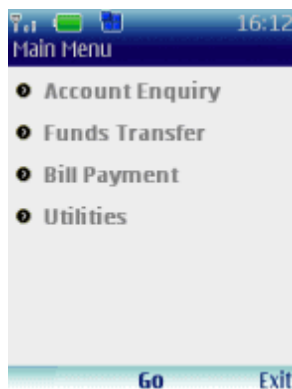 16:12
Main Menu
Account Enquiry
Funds Transfer
Bill Payment
Utilities
Go Exit